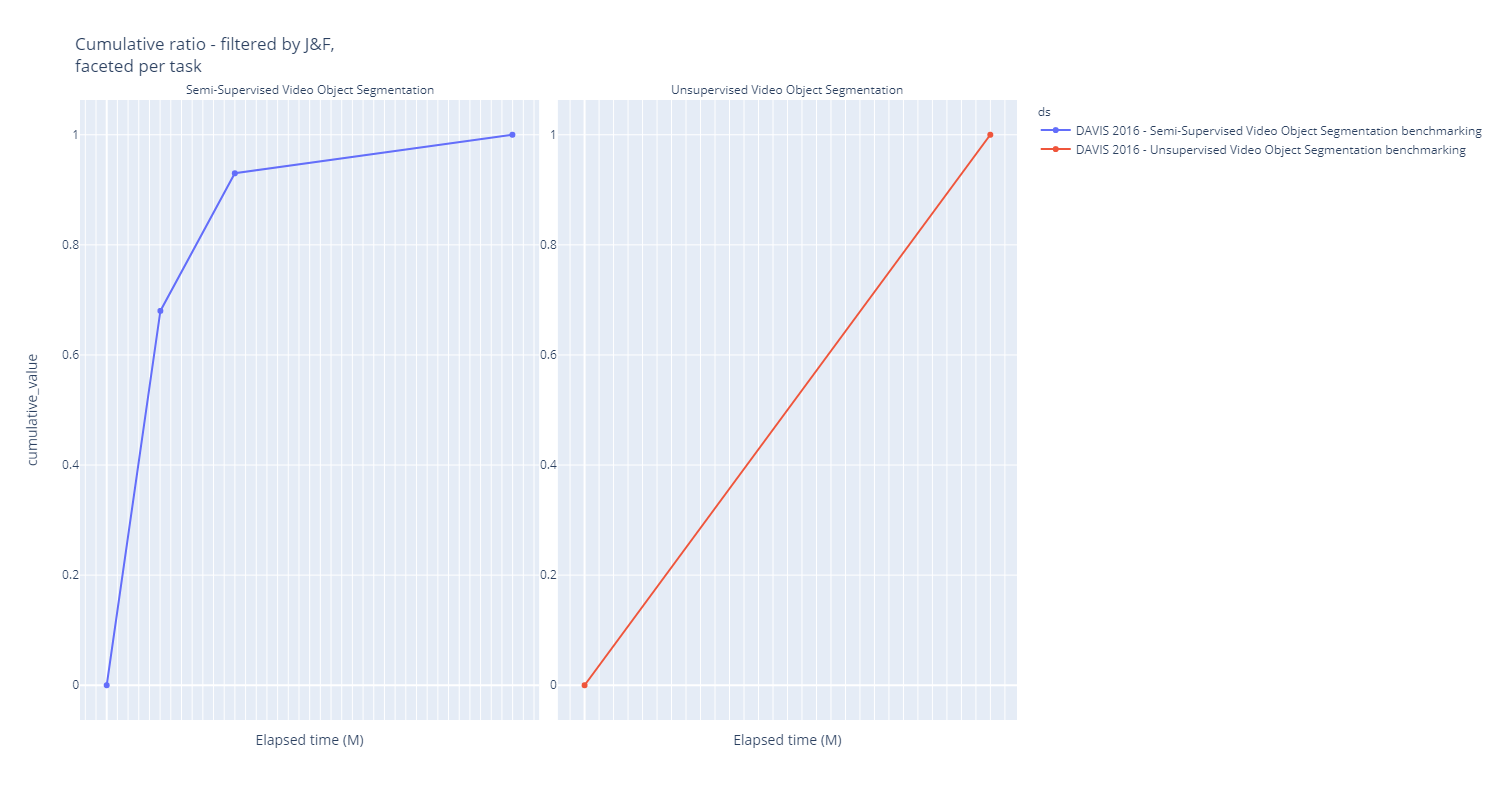 Cumulative ratio - filtered by J&F,
faceted per task
Semi-Supervised Video Object Segmentation
Unsupervised Video Object Segmentation
ds
DAVIS 2016 - Semi-Supervised Video Object Segmentation benchmarking
DAVIS 2016 - Unsupervised Video Object Segmentation benchmarking
cumulative_value
1
0.8
0.6
0.4
0.2
0
1
0.8
0.6
0.4
0.2
0
Elapsed time (M)
Elapsed time (M)